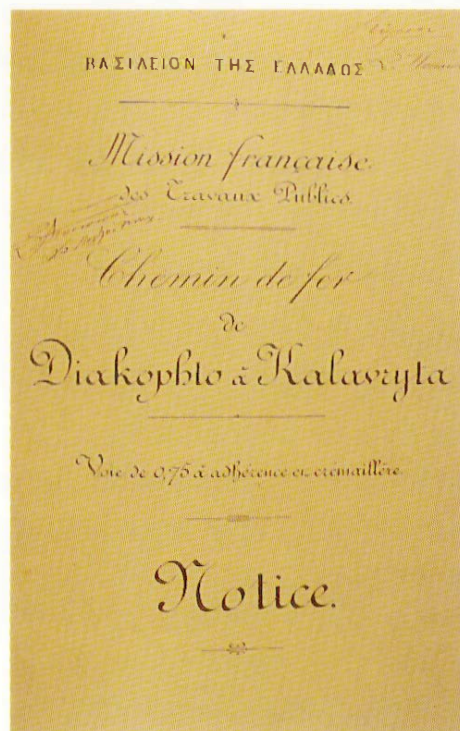 ΒΑΣΙΛΕΙΟΝ ΤΗΣ ΕΛΛΑΔΟΣ
Mission française
des Travaux Publics.
Chemin de fer
de
Diakophto à Kalavryta
Voie de 0,75 à adhérence et crémaillère.
Notice.